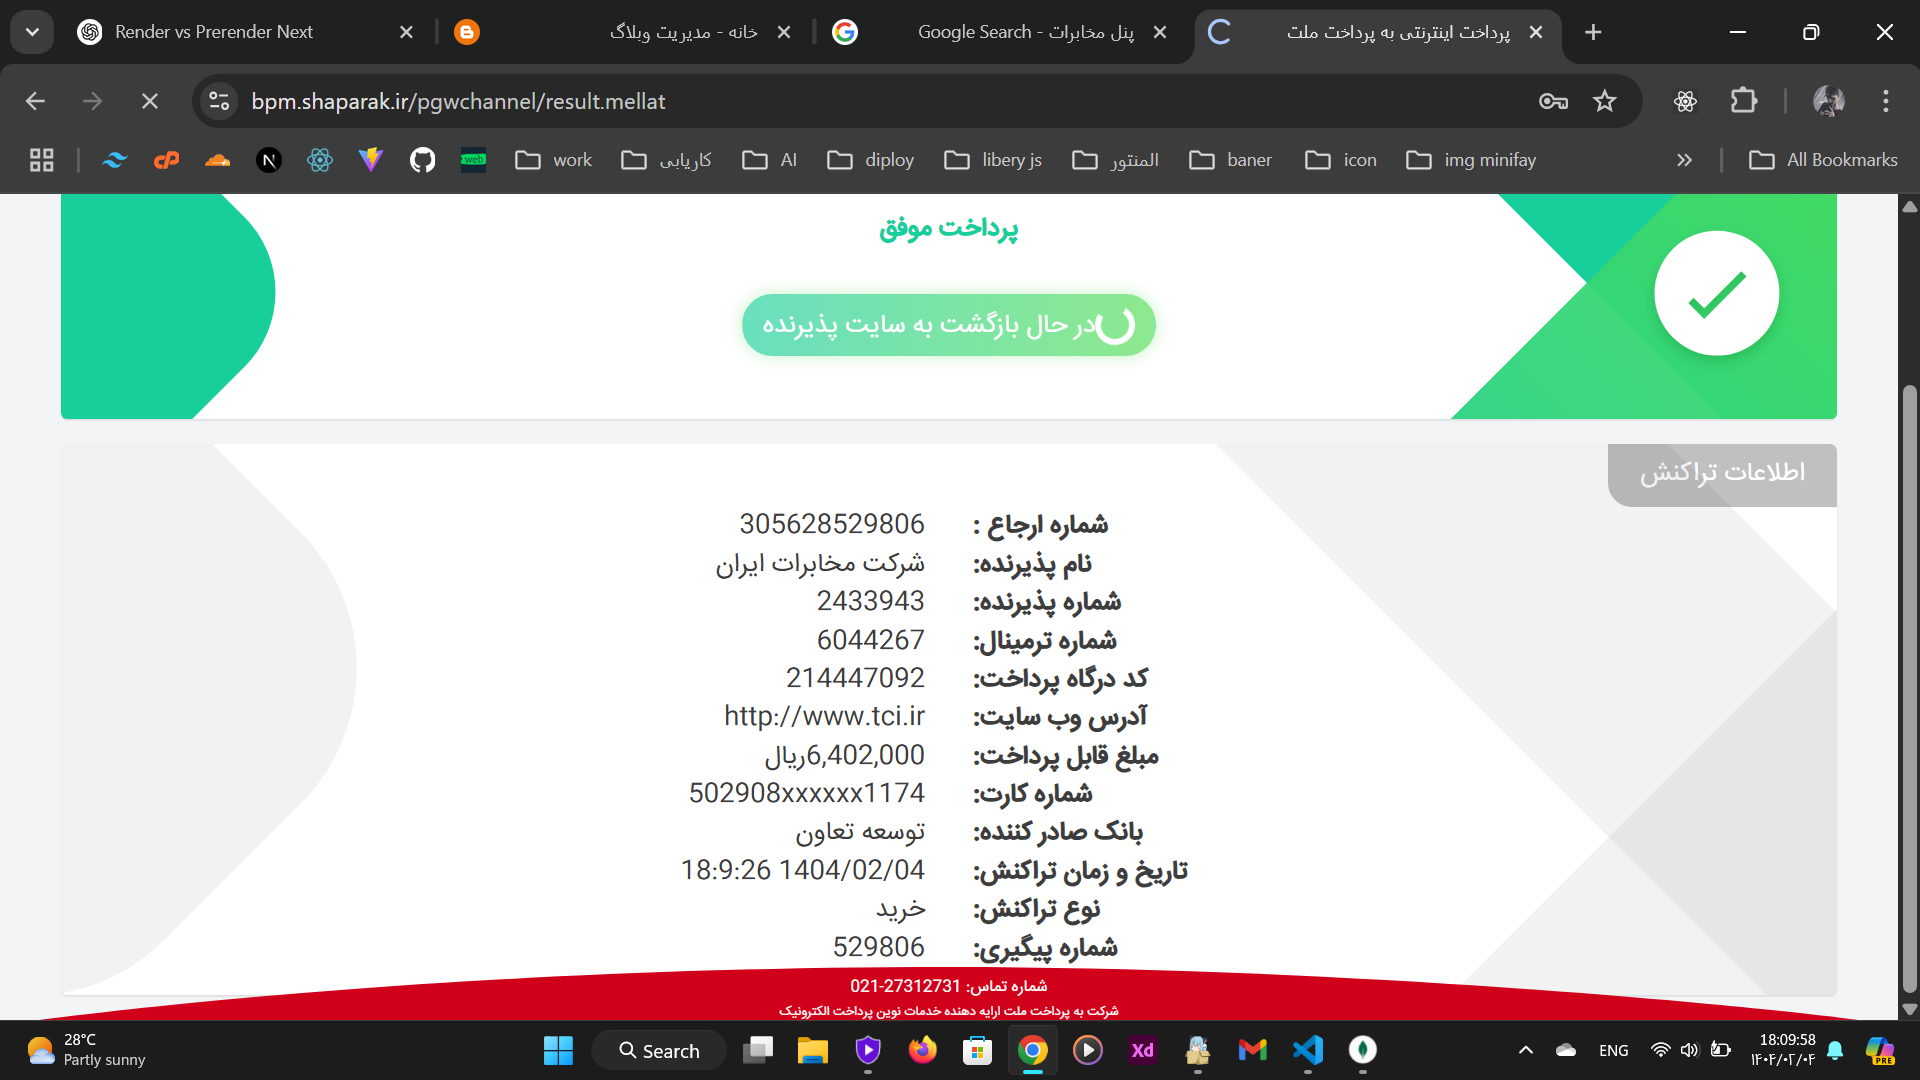 Render vs Prerender Next
خانه - مدیریت وبلاگ
پنل مخابرات - Google Search
پرداخت اینترنتی به پرداخت ملت
bpm.shaparak.ir/pgwchannel/result.mellat
web
work
کاریابی
AI
diploy
libery js
المنتور
baner
icon
img minifay
All Bookmarks
پرداخت موفق
در حال بازگشت به سایت پذیرنده
اطلاعات تراکنش
شماره ارجاع : 305628529806
نام پذیرنده: شرکت مخابرات ایران
شماره پذیرنده: 2433943
شماره ترمینال: 6044267
کد درگاه پرداخت: 214447092
آدرس وب سایت: http://www.tci.ir
مبلغ قابل پرداخت: 6,402,000ریال
شماره کارت: 502908xxxxxx1174
بانک صادر کننده: توسعه تعاون
تاریخ و زمان تراکنش: 1404/02/04 18:9:26
نوع تراکنش: خرید
شماره پیگیری: 529806
شماره تماس: 27312731-021
شرکت به پرداخت ملت ارایه دهنده خدمات نوین پرداخت الکترونیک
28°C
Partly sunny
Search
Xd
ENG
18:09:58
۱۴۰۴/۰۲/۰۴
PRE